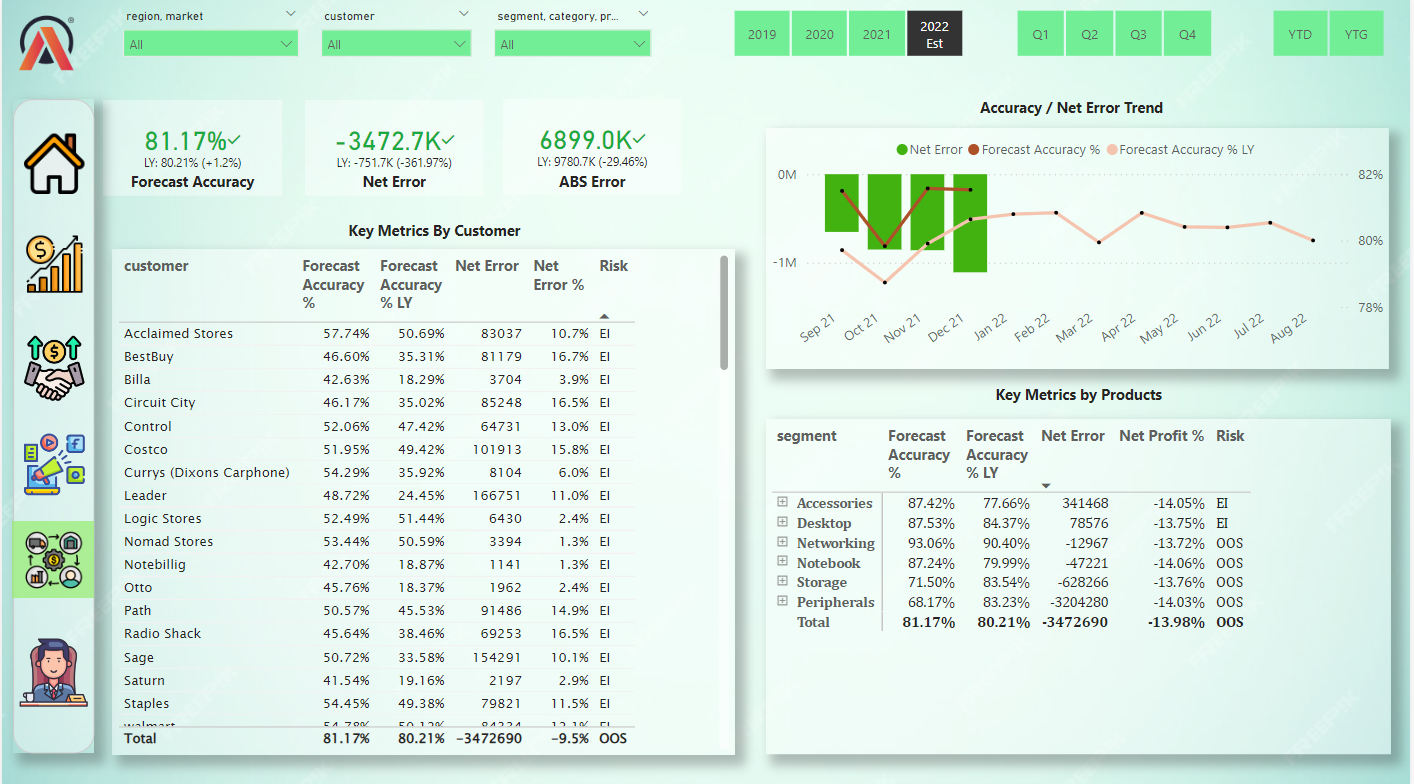 region, market
customer
segment, category, pr...
All
All
All
2019
2020
2021
2022
Est
Q1
Q2
Q3
Q4
YTD
YTG
81.17%
LY: 80.21% (+1.2%)
Forecast Accuracy
-3472.7K
LY: -751.7K (-361.97%)
Net Error
6899.0K
LY: 9780.7K (-29.46%)
ABS Error
Key Metrics By Customer
customer Forecast Accuracy % Forecast Accuracy % LY Net Error Net Error % Risk
Acclaimed Stores 57.74% 50.69% 83037 10.7% EI
BestBuy 46.60% 35.31% 81179 16.7% EI
Billa 42.63% 18.29% 3704 3.9% EI
Circuit City 46.17% 35.02% 85248 16.5% EI
Control 52.06% 47.42% 64731 13.0% EI
Costco 51.95% 49.42% 101913 15.8% EI
Currys (Dixons Carphone) 54.29% 35.92% 8104 6.0% EI
Leader 48.72% 24.45% 166751 11.0% EI
Logic Stores 52.49% 51.44% 6430 2.4% EI
Nomad Stores 53.44% 50.59% 3394 1.3% EI
Notebillig 42.70% 18.87% 1141 1.3% EI
Otto 45.76% 18.37% 1962 2.4% EI
Path 50.57% 45.53% 91486 14.9% EI
Radio Shack 45.64% 38.46% 69253 16.5% EI
Sage 50.72% 33.58% 154291 10.1% EI
Saturn 41.54% 19.16% 2197 2.9% EI
Staples 54.45% 49.38% 79821 11.5% EI
walmart
Total 81.17% 80.21% -3472690 -9.5% OOS
Accuracy / Net Error Trend
Net Error Forecast Accuracy % Forecast Accuracy % LY
0M
-1M
82%
80%
78%
Sep 21
Oct 21
Nov 21
Dec 21
Jan 22
Feb 22
Mar 22
Apr 22
May 22
Jun 22
Jul 22
Aug 22
Key Metrics by Products
segment Forecast Accuracy % Forecast Accuracy % LY Net Error Net Profit % Risk
Accessories 87.42% 77.66% 341468 -14.05% EI
Desktop 87.53% 84.37% 78576 -13.75% EI
Networking 93.06% 90.40% -12967 -13.72% OOS
Notebook 87.24% 79.99% -47221 -14.06% OOS
Storage 71.50% 83.54% -628266 -13.76% OOS
Peripherals 68.17% 83.23% -3204280 -14.03% OOS
Total 81.17% 80.21% -3472690 -13.98% OOS